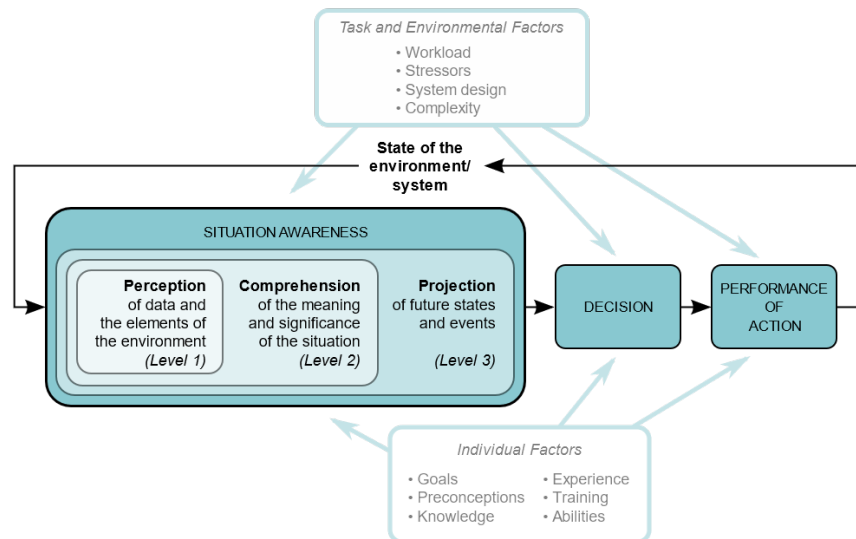 Task and Environmental Factors
• Workload
• Stressors
• System design
• Complexity
State of the
environment/
system
SITUATION AWARENESS
Perception
of data and
the elements of
the environment
(Level 1)
Comprehension
of the meaning
and significance
of the situation
(Level 2)
Projection
of future states
and events
(Level 3)
DECISION
PERFORMANCE
OF
ACTION
Individual Factors
• Goals
• Preconceptions
• Knowledge
• Experience
• Training
• Abilities